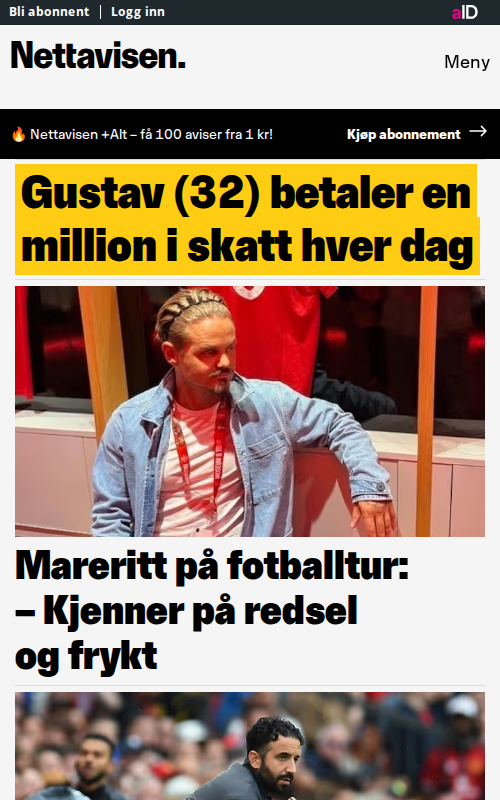 Bli abonnent | Logg inn
aID
Nettavisen.
Meny
🔥 Nettavisen +Alt – få 100 aviser fra 1 kr!
Kjøp abonnement →
Gustav (32) betaler en
million i skatt hver dag
Mareritt på fotballtur:
– Kjenner på redsel
og frykt